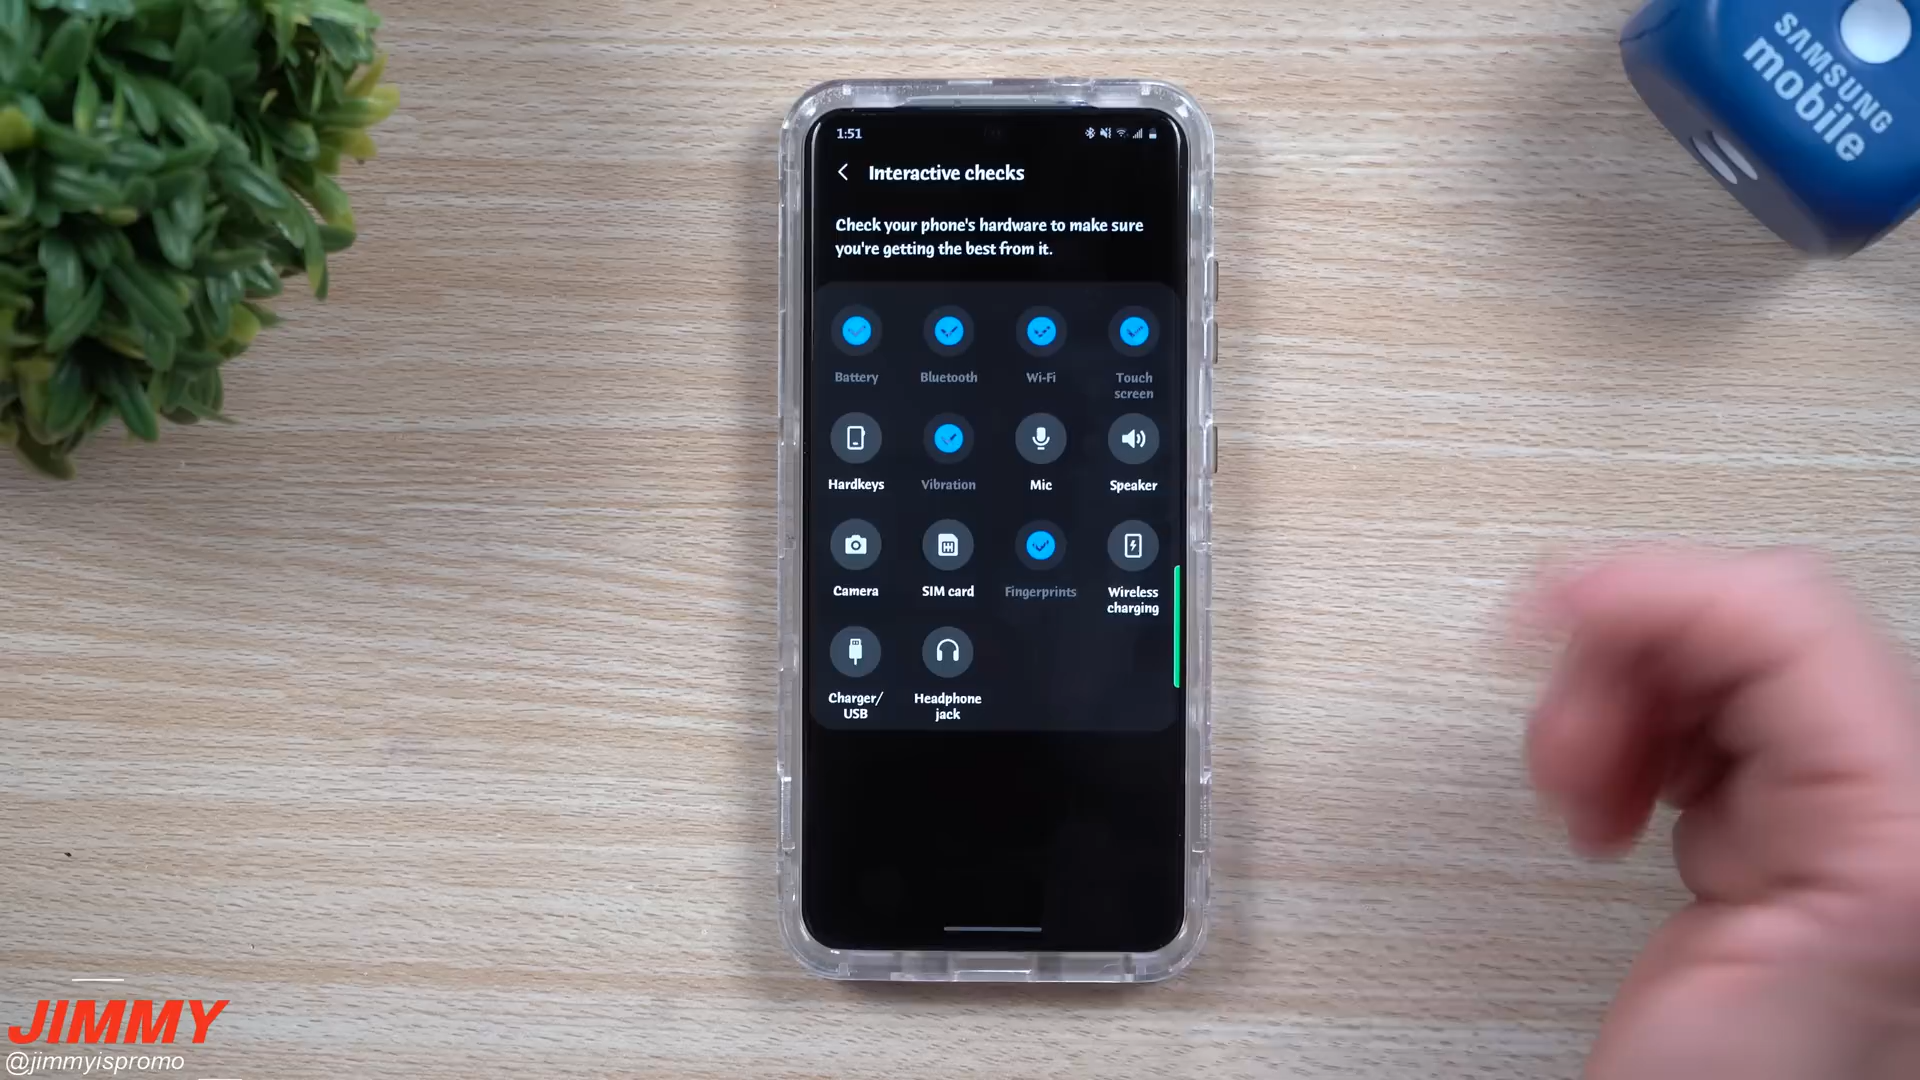 SAMSUNG
mobile
1:51
Interactive checks
Check your phone's hardware to make sure
you're getting the best from it.
Battery
Bluetooth
Wi-Fi
Touch
screen
Hardkeys
Vibration
Mic
Speaker
Camera
SIM card
Fingerprints
Wireless
charging
Charger/
USB
Headphone
jack
JIMMY
@jimmyispromo